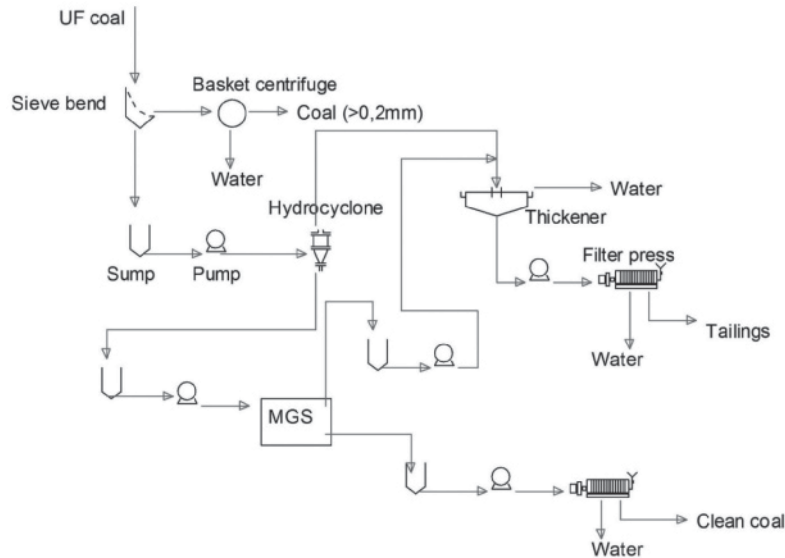 UF coal
Basket centrifuge
Sieve bend
Coal (>0,2mm)
Water
Water
Hydrocyclone
Thickener
Filter press
Sump
Pump
Tailings
Water
MGS
Clean coal
Water